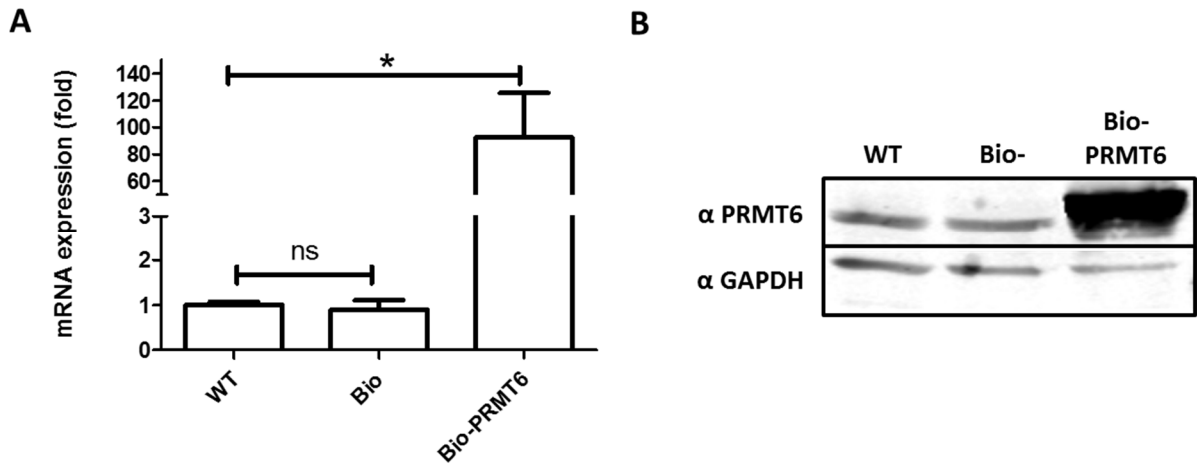 A
mRNA expression (fold)
140
120
100
80
60
3
2
1
0
*
ns
WT
Bio
Bio-PRMT6
B
WT
Bio-
Bio-
PRMT6
α PRMT6
α GAPDH